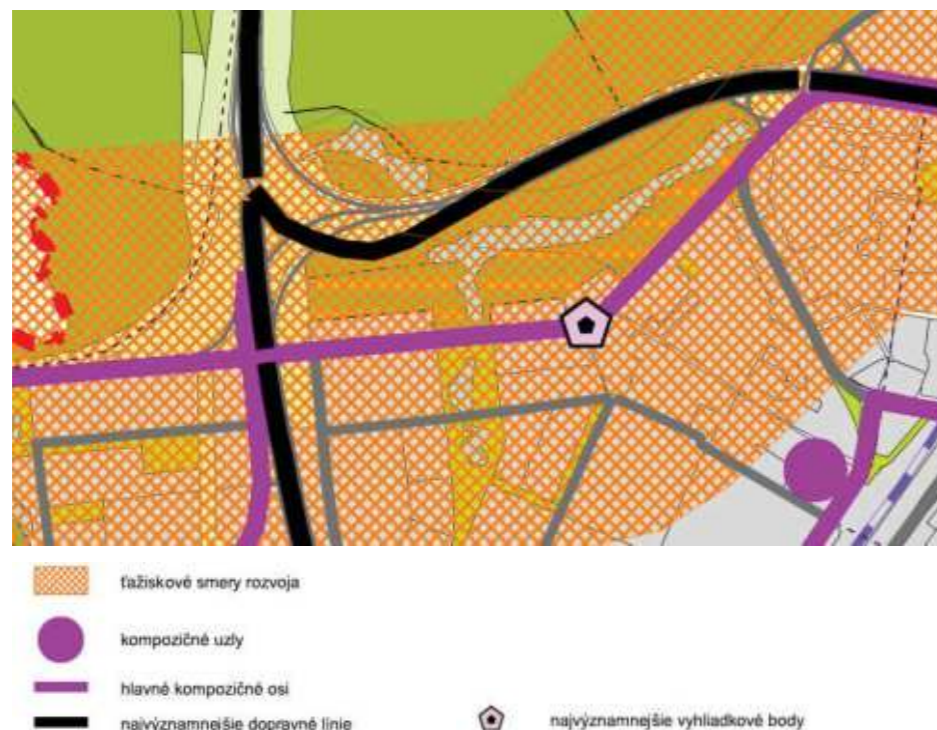 ťažiskové smery rozvoja
kompozičné uzly
hlavné kompozičné osi
najvýznamnejšie dopravné línie
najvýznamnejšie vyhliadkové body